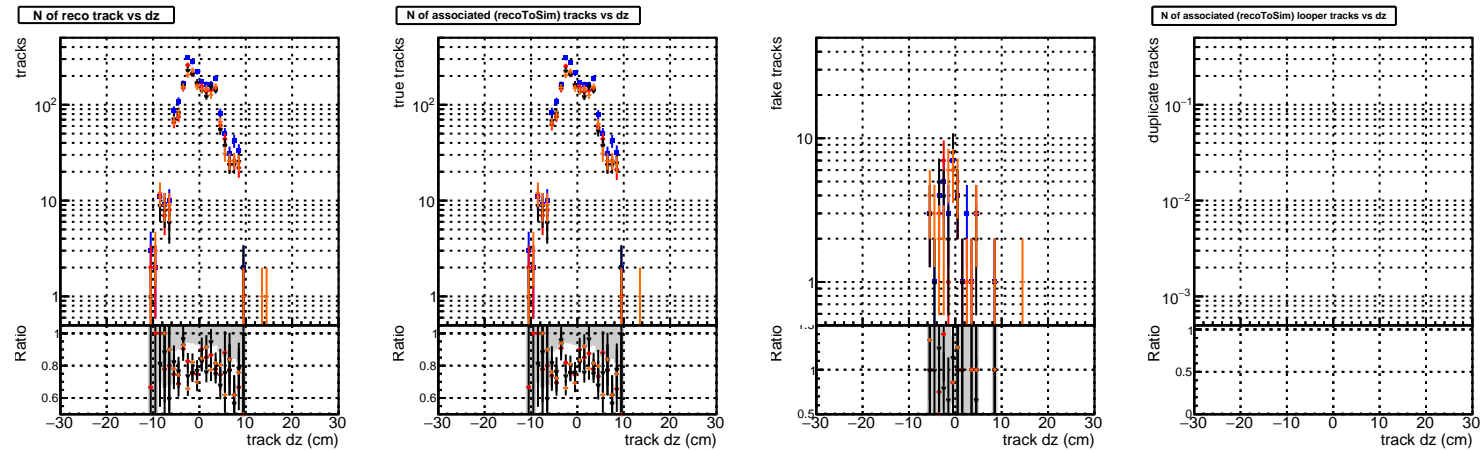 N of reco track vs dz
tracks
10²
10
1
Ratio
1
0.8
0.6
−30 −20 −10 0 10 20 30
track dz (cm)
N of associated (recoToSim) tracks vs dz
true tracks
10²
10
1
Ratio
1
0.8
0.6
−30 −20 −10 0 10 20 30
track dz (cm)
fake tracks
10
1
Ratio
1
0.5
−30 −20 −10 0 10 20 30
track dz (cm)
N of associated (recoToSim) looper tracks vs dz
duplicate tracks
10⁻¹
10⁻²
10⁻³
Ratio
1
0.5
0
−30 −20 −10 0 10 20 30
track dz (cm)